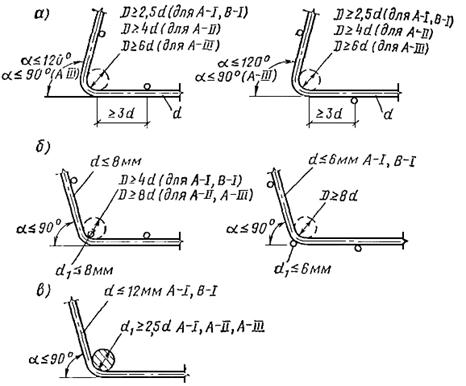 а)
D≥2,5d (для А-I, В-I)
D≥4d (для А-II)
D≥6d (для А-III)
α≤120°
α≤90° (А III)
≥3d
d
D≥2,5d (для А-I, В-I)
D≥4d (для А-II)
D≥6d (для А-III)
α≤120°
α≤90° (А-III)
≥3d
d
б)
d≤8мм
D≥4d (для А-I, В-I)
D≥8d (для А-II, А-III)
α≤90°
d₁≤8мм
d≤6мм А-I, В-I
D≥8d
α≤90°
d₁≤6мм
в)
d≤12мм А-I, В-I
d₁≥2,5d А-I, А-II, А-III
α≤90°